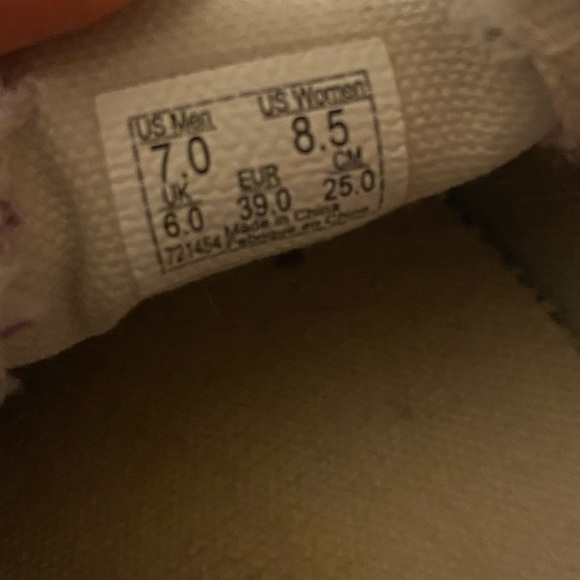 US Men US Women
7.0 8.5
UK EUR CM
6.0 39.0 25.0
721454 Made in China
Fabrique en Chine